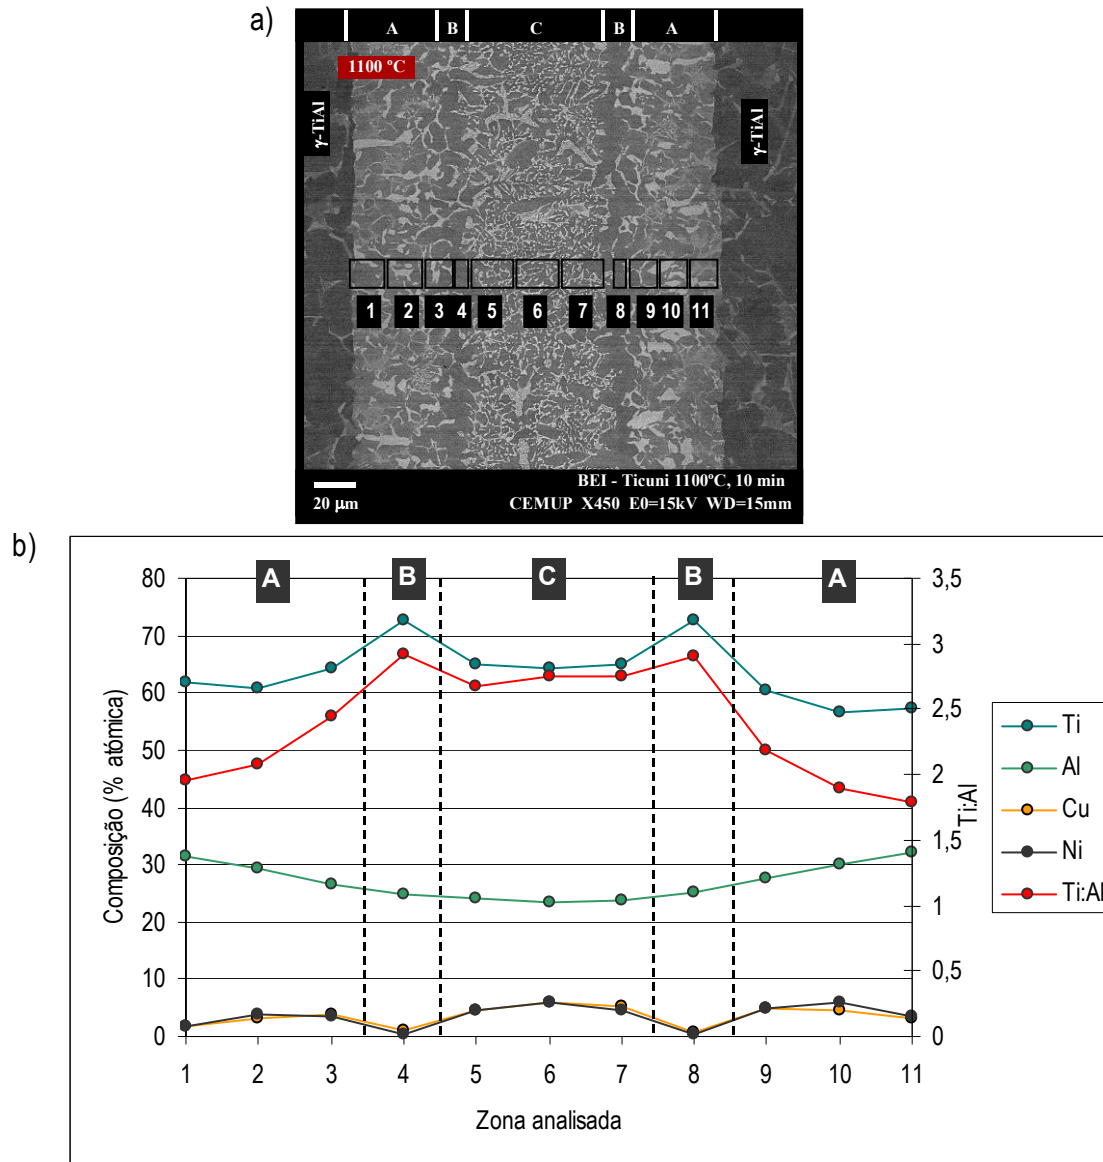 a)
A B C B A
1100 ºC
γ-TiAl
γ-TiAl
1 2 3 4 5 6 7 8 9 10 11
BEI - Ticuni 1100ºC, 10 min
20 µm
CEMUP X450 E0=15kV WD=15mm
b)
A B C B A
80
70
60
50
40
30
20
10
0
Composição (% atómica)
3,5
3
2,5
2
1,5
1
0,5
0
Ti:Al
1 2 3 4 5 6 7 8 9 10 11
Zona analisada
Ti
Al
Cu
Ni
Ti:Al